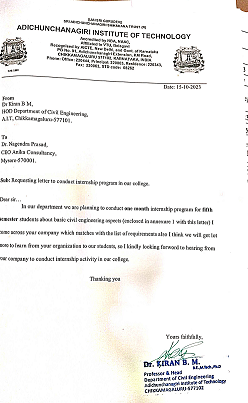 ADICHUNCHANAGIRI INSTITUTE OF TECHNOLOGY
Date: 15-10-2023
From
Dr Kiran B M,
HOD Department of Civil Engineering,
A.I.T, Chikkamagaluru-577101.
To
Dr. Nagendra Prasad,
CEO Anika Consultancy,
Mysore-570001.
Sub: Requesting letter to conduct internship program in our college.
Dear sir...
In our department we are planning to conduct one month internship program for fifth
semester students about basic civil engineering aspects (enclosed in annexure 1 with this letter) I
come across your company which matches with the list of requirements also I think we will get lot
more to learn from your organization to our students, so I kindly looking forward to hearing from
your company to conduct internship activity in our college.
Thanking you
Yours faithfully,
Dr. KIRAN B. M.
Professor & Head
Department of Civil Engineering
Adichunchanagiri Institute of Technology
CHIKKAMAGALURU-577102